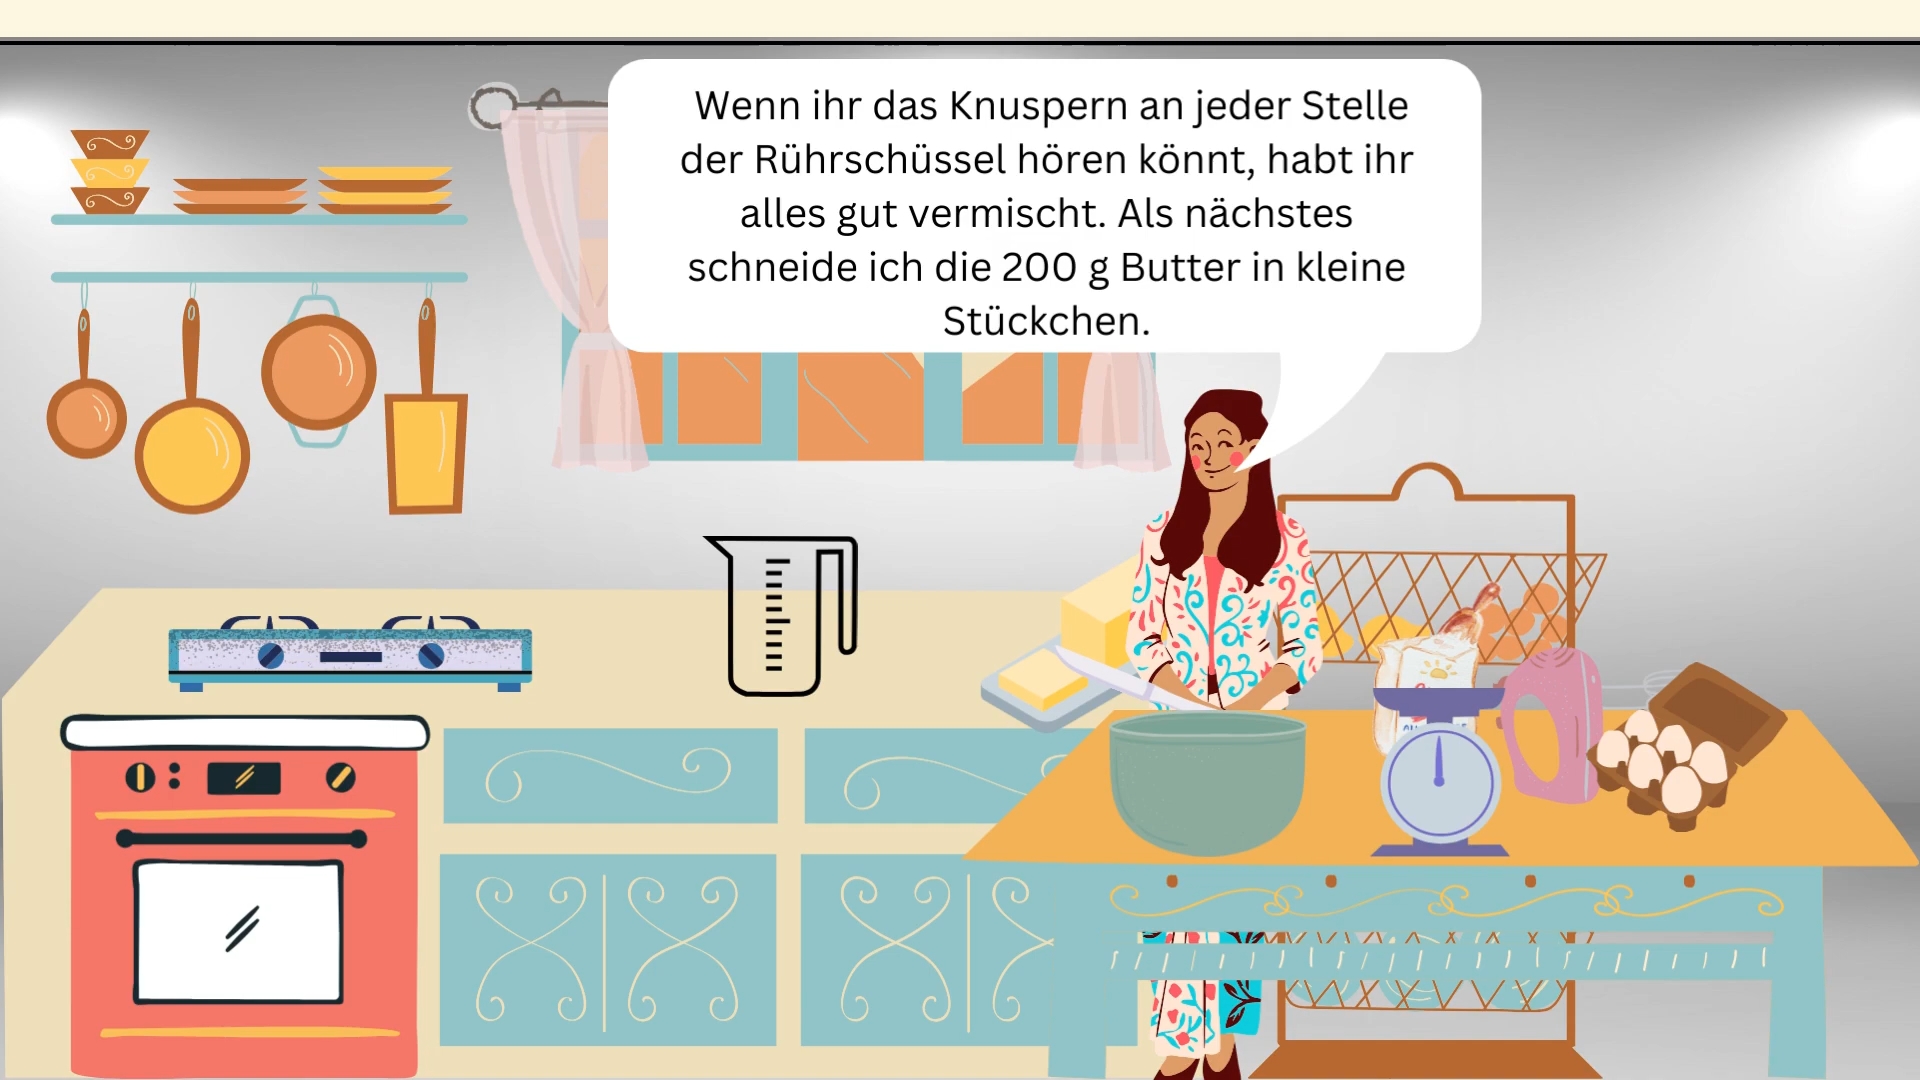 Wenn ihr das Knuspern an jeder Stelle
der Rührschüssel hören könnt, habt ihr
alles gut vermischt. Als nächstes
schneide ich die 200 g Butter in kleine
Stückchen.